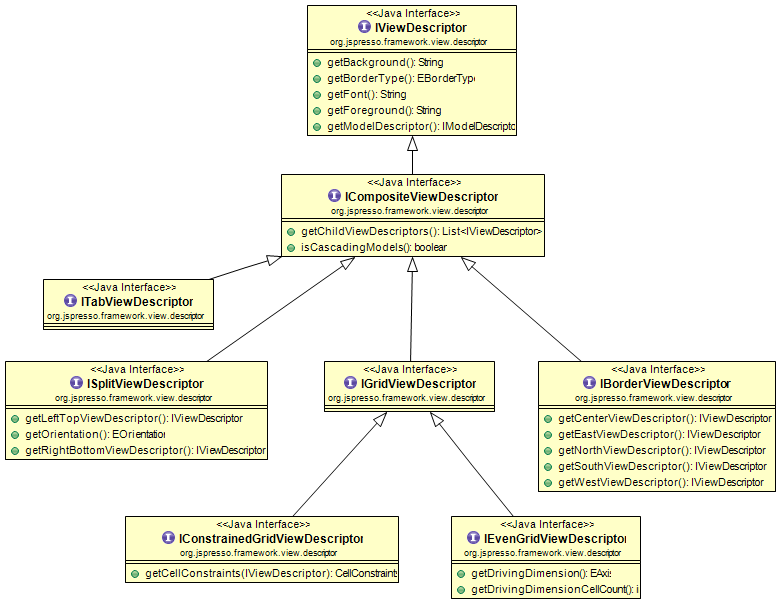 <<Java Interface>>
IViewDescriptor
org.jspresso.framework.view.descriptor
getBackground(): String
getBorderType(): EBorderType
getFont(): String
getForeground(): String
getModelDescriptor(): IModelDescriptor
<<Java Interface>>
ICompositeViewDescriptor
org.jspresso.framework.view.descriptor
getChildViewDescriptors(): List<IViewDescriptor>
isCascadingModels(): boolean
<<Java Interface>>
ITabViewDescriptor
org.jspresso.framework.view.descriptor
<<Java Interface>>
ISplitViewDescriptor
org.jspresso.framework.view.descriptor
getLeftTopViewDescriptor(): IViewDescriptor
getOrientation(): EOrientation
getRightBottomViewDescriptor(): IViewDescriptor
<<Java Interface>>
IGridViewDescriptor
org.jspresso.framework.view.descriptor
<<Java Interface>>
IBorderViewDescriptor
org.jspresso.framework.view.descriptor
getCenterViewDescriptor(): IViewDescriptor
getEastViewDescriptor(): IViewDescriptor
getNorthViewDescriptor(): IViewDescriptor
getSouthViewDescriptor(): IViewDescriptor
getWestViewDescriptor(): IViewDescriptor
<<Java Interface>>
IConstrainedGridViewDescriptor
org.jspresso.framework.view.descriptor
getCellConstraints(IViewDescriptor): CellConstraints
<<Java Interface>>
IEvenGridViewDescriptor
org.jspresso.framework.view.descriptor
getDrivingDimension(): EAxis
getDrivingDimensionCellCount(): i